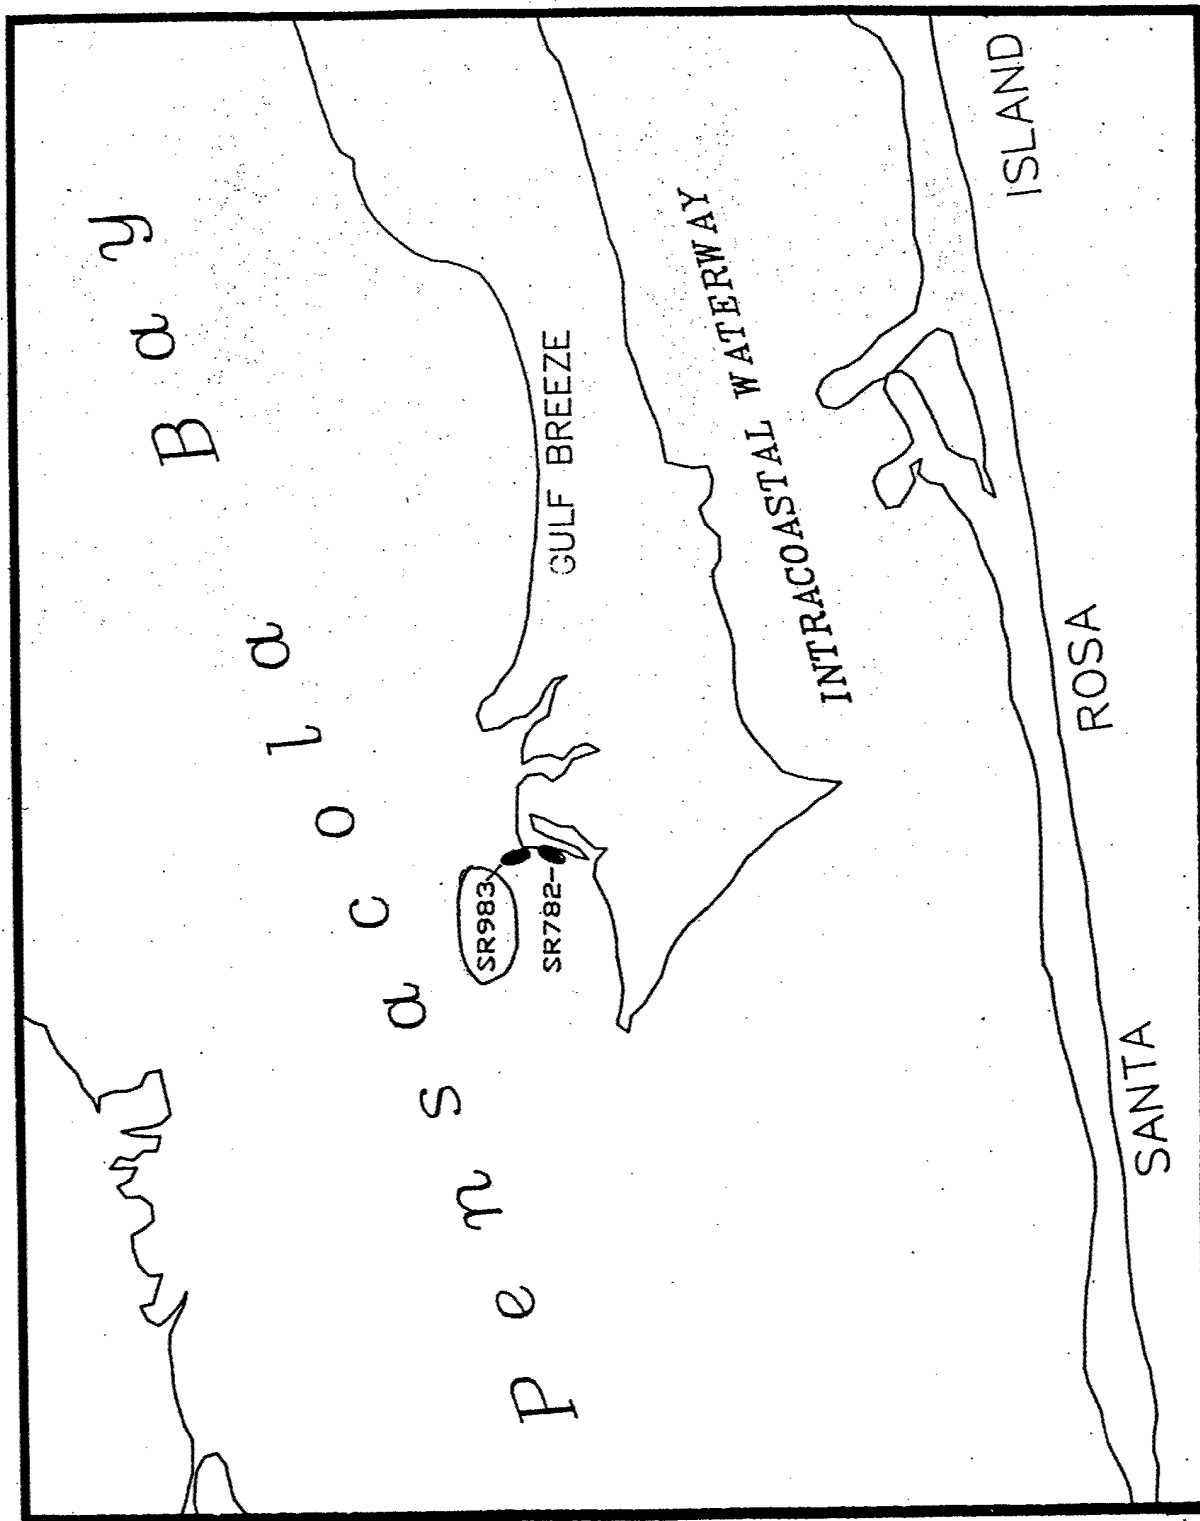 Pensacola Bay
SR983
SR782
GULF BREEZE
INTRACOASTAL WATERWAY
SANTA ROSA ISLAND